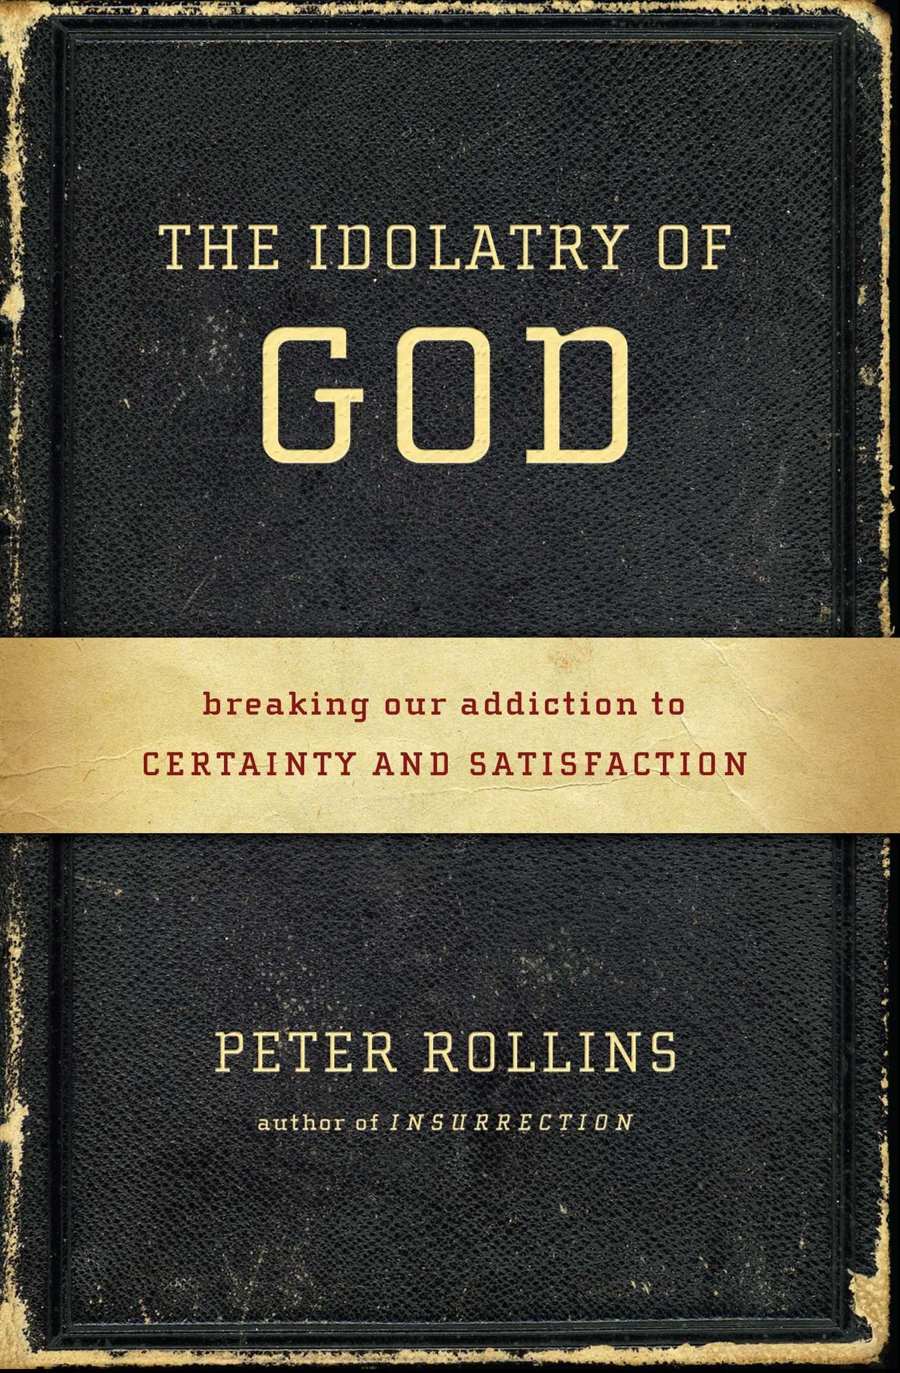 THE IDOLATRY OF
GOD
breaking our addiction to
CERTAINTY AND SATISFACTION
PETER ROLLINS
author of INSURRECTION